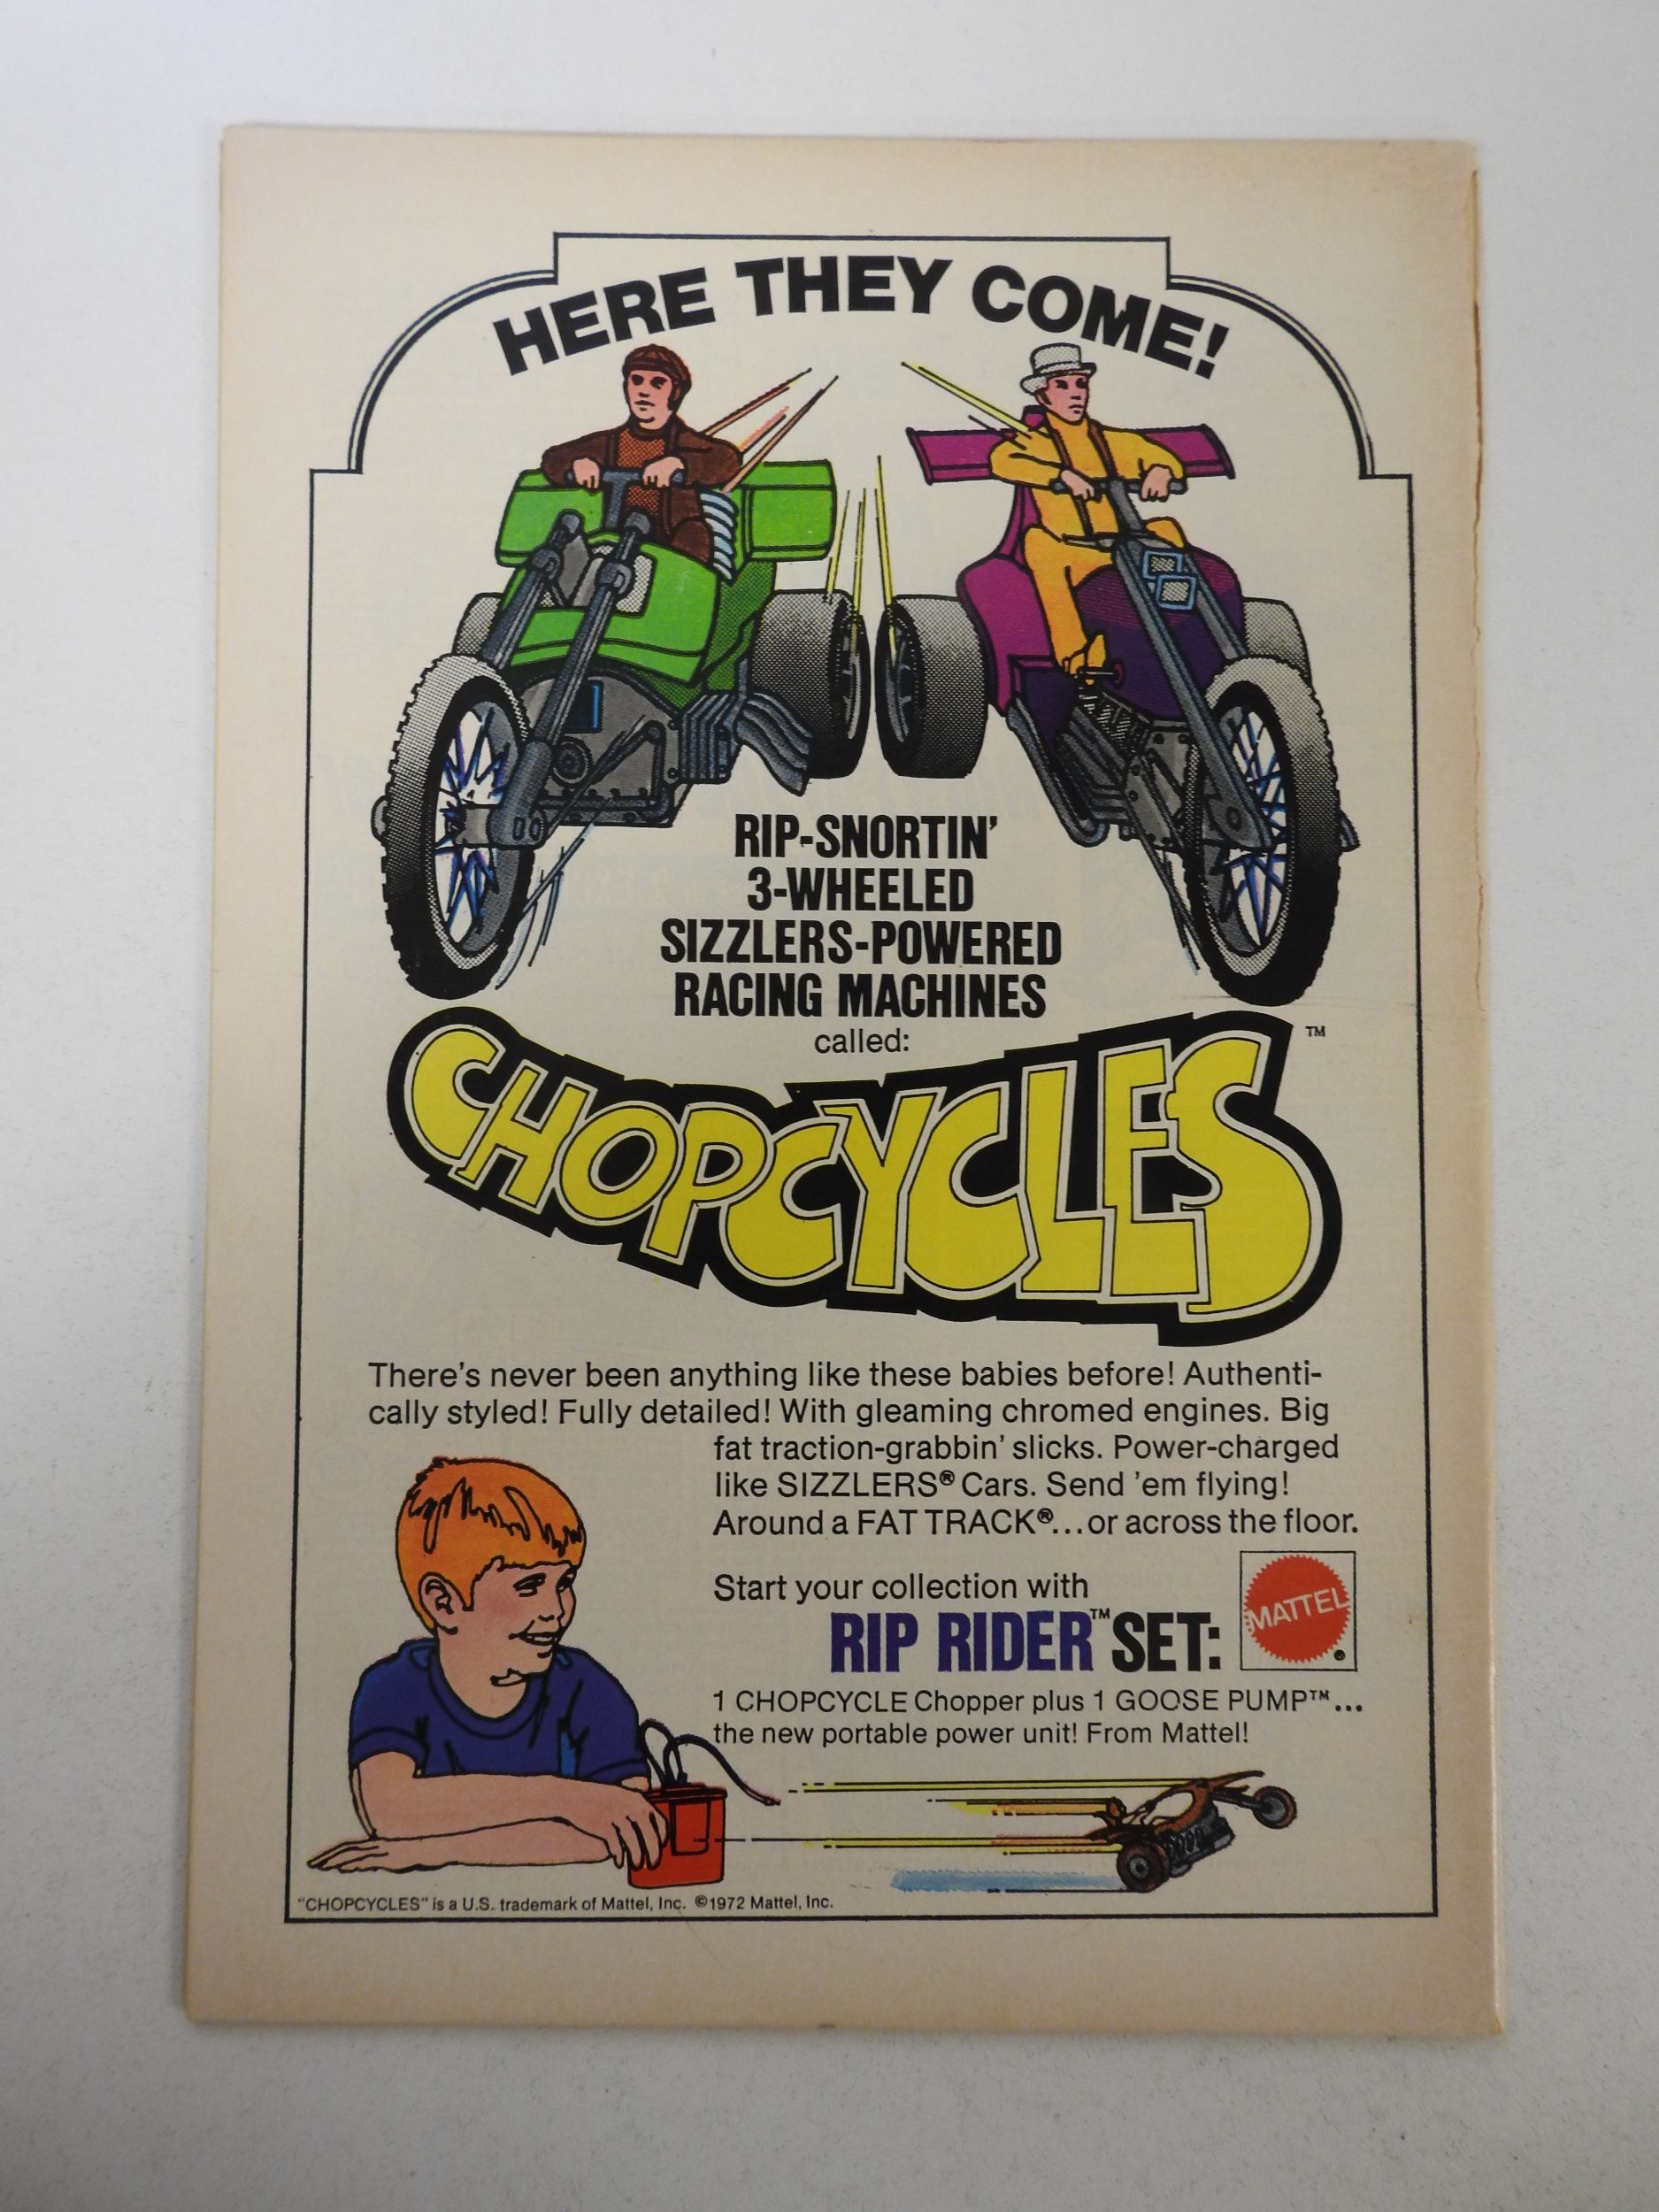 HERE THEY COME!
RIP-SNORTIN'
3-WHEELED
SIZZLERS-POWERED
RACING MACHINES
called:
CHOPCYCLES™
There's never been anything like these babies before! Authenti-
cally styled! Fully detailed! With gleaming chromed engines. Big
fat traction-grabbin' slicks. Power-charged
like SIZZLERS® Cars. Send 'em flying!
Around a FAT TRACK®...or across the floor.
Start your collection with
RIP RIDER™ SET:
MATTEL®
1 CHOPCYCLE Chopper plus 1 GOOSE PUMP™...
the new portable power unit! From Mattel!
"CHOPCYCLES" is a U.S. trademark of Mattel, Inc. ©1972 Mattel, Inc.